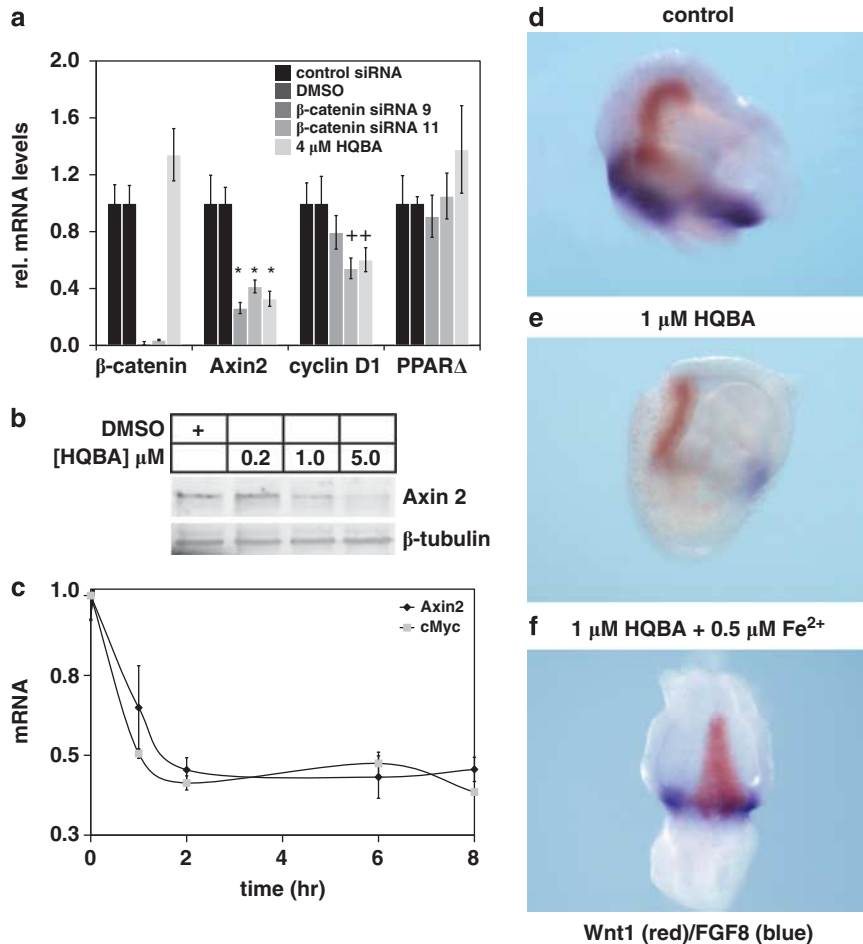 a
rel. mRNA levels
2.0
1.6
1.2
0.8
0.4
0.0
control siRNA
DMSO
β-catenin siRNA 9
β-catenin siRNA 11
4 μM HQBA
* * *
++
β-catenin Axin2 cyclin D1 PPARΔ
b
DMSO +
[HQBA] μM 0.2 1.0 5.0
Axin 2
β-tubulin
c
mRNA
1.0
0.8
0.5
0.3
Axin2
cMyc
0 2 4 6 8
time (hr)
d control
e 1 μM HQBA
f 1 μM HQBA + 0.5 μM Fe²⁺
Wnt1 (red)/FGF8 (blue)